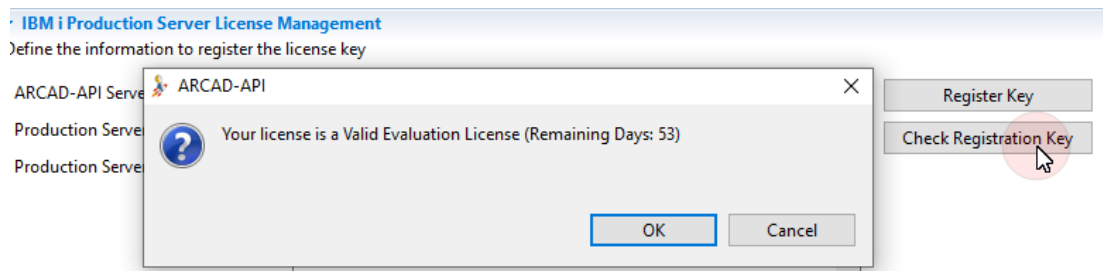 IBM i Production Server License Management
Define the information to register the license key
ARCAD-API Serve
ARCAD-API
Register Key
Production Serve
Your license is a Valid Evaluation License (Remaining Days: 53)
Check Registration Key
Production Serve
OK
Cancel